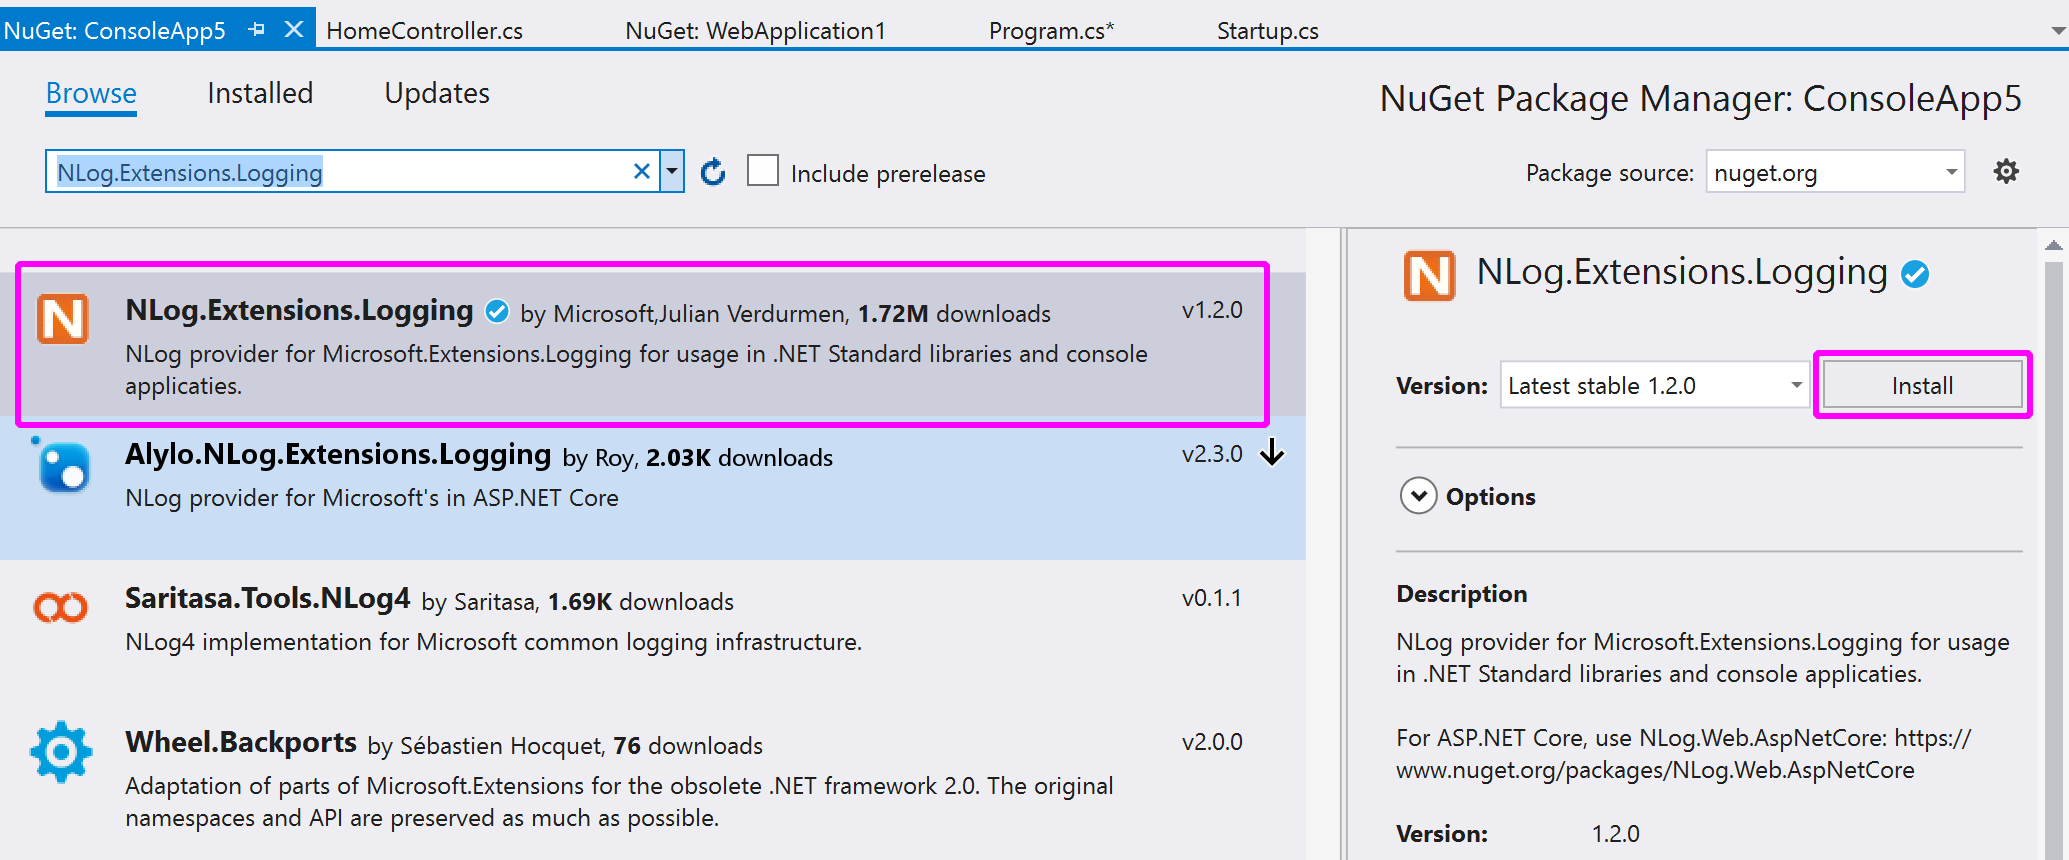 NuGet: ConsoleApp5
HomeController.cs
NuGet: WebApplication1
Program.cs*
Startup.cs
Browse
Installed
Updates
NuGet Package Manager: ConsoleApp5
NLog.Extensions.Logging
Include prerelease
Package source:
nuget.org
N
NLog.Extensions.Logging by Microsoft,Julian Verdurmen, 1.72M downloads
v1.2.0
NLog provider for Microsoft.Extensions.Logging for usage in .NET Standard libraries and console
applicaties.
Alylo.NLog.Extensions.Logging by Roy, 2.03K downloads
v2.3.0
NLog provider for Microsoft's in ASP.NET Core
Saritasa.Tools.NLog4 by Saritasa, 1.69K downloads
v0.1.1
NLog4 implementation for Microsoft common logging infrastructure.
Wheel.Backports by Sébastien Hocquet, 76 downloads
v2.0.0
Adaptation of parts of Microsoft.Extensions for the obsolete .NET framework 2.0. The original
namespaces and API are preserved as much as possible.
N
NLog.Extensions.Logging
Version:
Latest stable 1.2.0
Install
Options
Description
NLog provider for Microsoft.Extensions.Logging for usage
in .NET Standard libraries and console applicaties.
For ASP.NET Core, use NLog.Web.AspNetCore: https://
www.nuget.org/packages/NLog.Web.AspNetCore
Version:
1.2.0